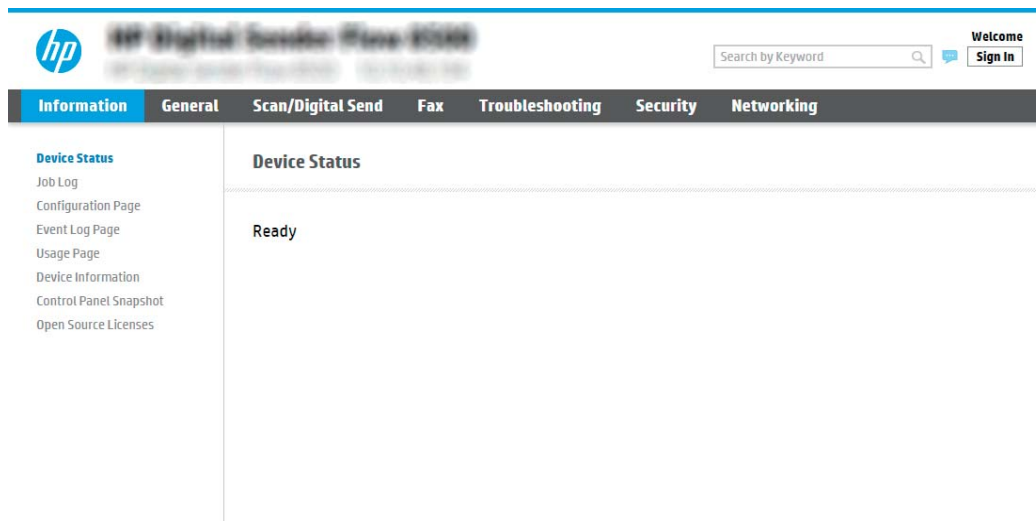 hp
Welcome
Search by Keyword
Sign In
Information General Scan/Digital Send Fax Troubleshooting Security Networking
Device Status
Job Log
Configuration Page
Event Log Page
Usage Page
Device Information
Control Panel Snapshot
Open Source Licenses
Device Status
Ready